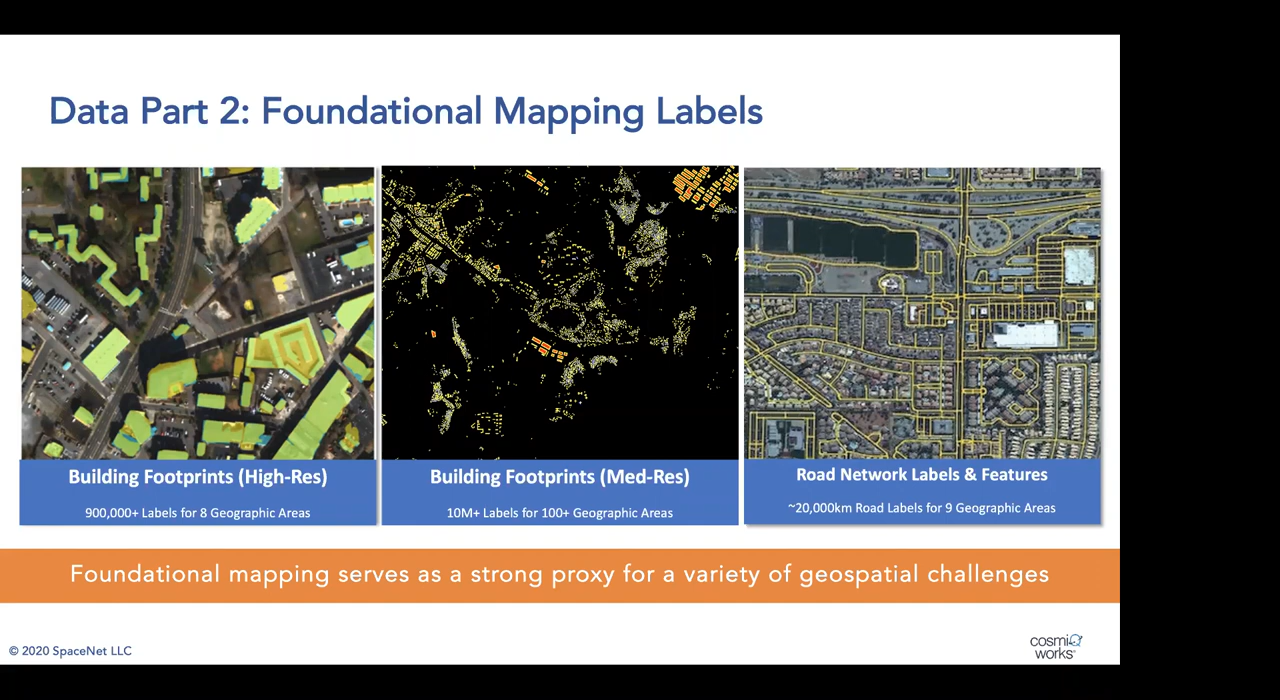 Data Part 2: Foundational Mapping Labels
Building Footprints (High-Res)
900,000+ Labels for 8 Geographic Areas
Building Footprints (Med-Res)
10M+ Labels for 100+ Geographic Areas
Road Network Labels & Features
~20,000km Road Labels for 9 Geographic Areas
Foundational mapping serves as a strong proxy for a variety of geospatial challenges
© 2020 SpaceNet LLC
cosmiQ
works